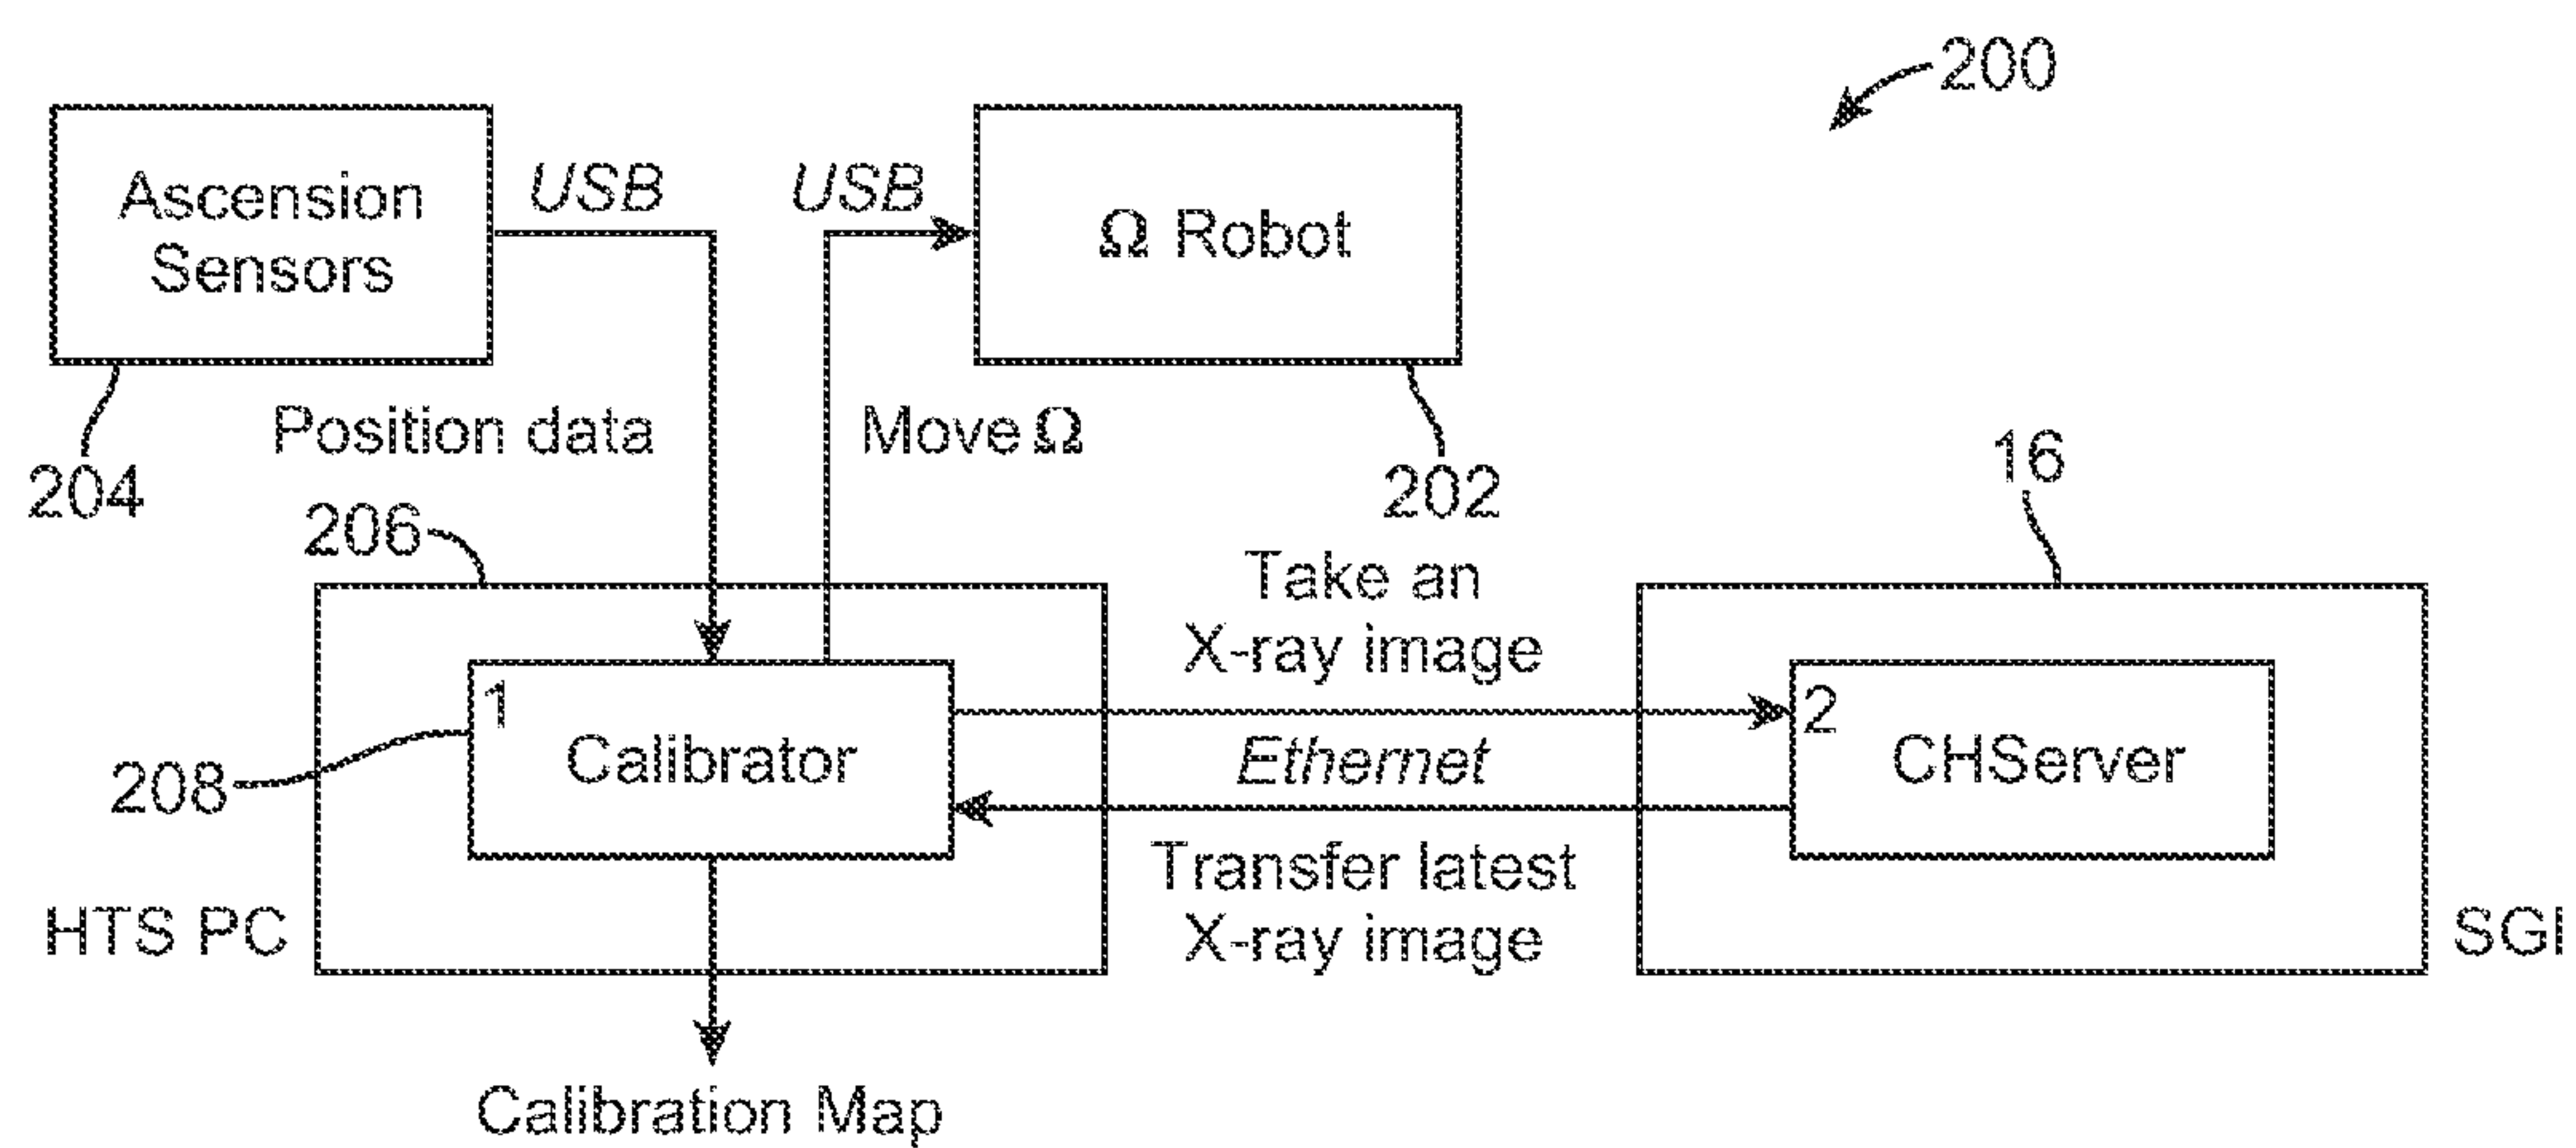 200
Ascension
Sensors
USB
USB
Ω Robot
Position data
Move Ω
204
202
206
16
Take an
X-ray image
1
Calibrator
208
2
CHServer
Ethernet
Transfer latest
X-ray image
HTS PC
SGI
Calibration Map